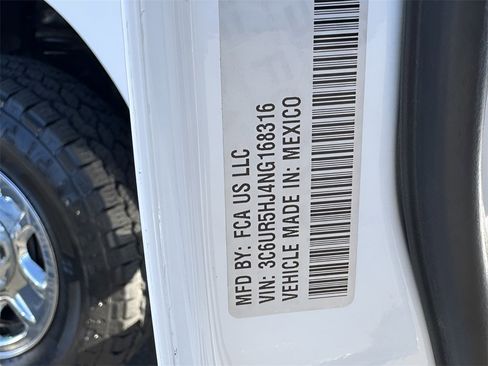 MFD BY: FCA US LLC
VIN: 3C6UR5HJ4NG168316
VEHICLE MADE IN: MEXICO